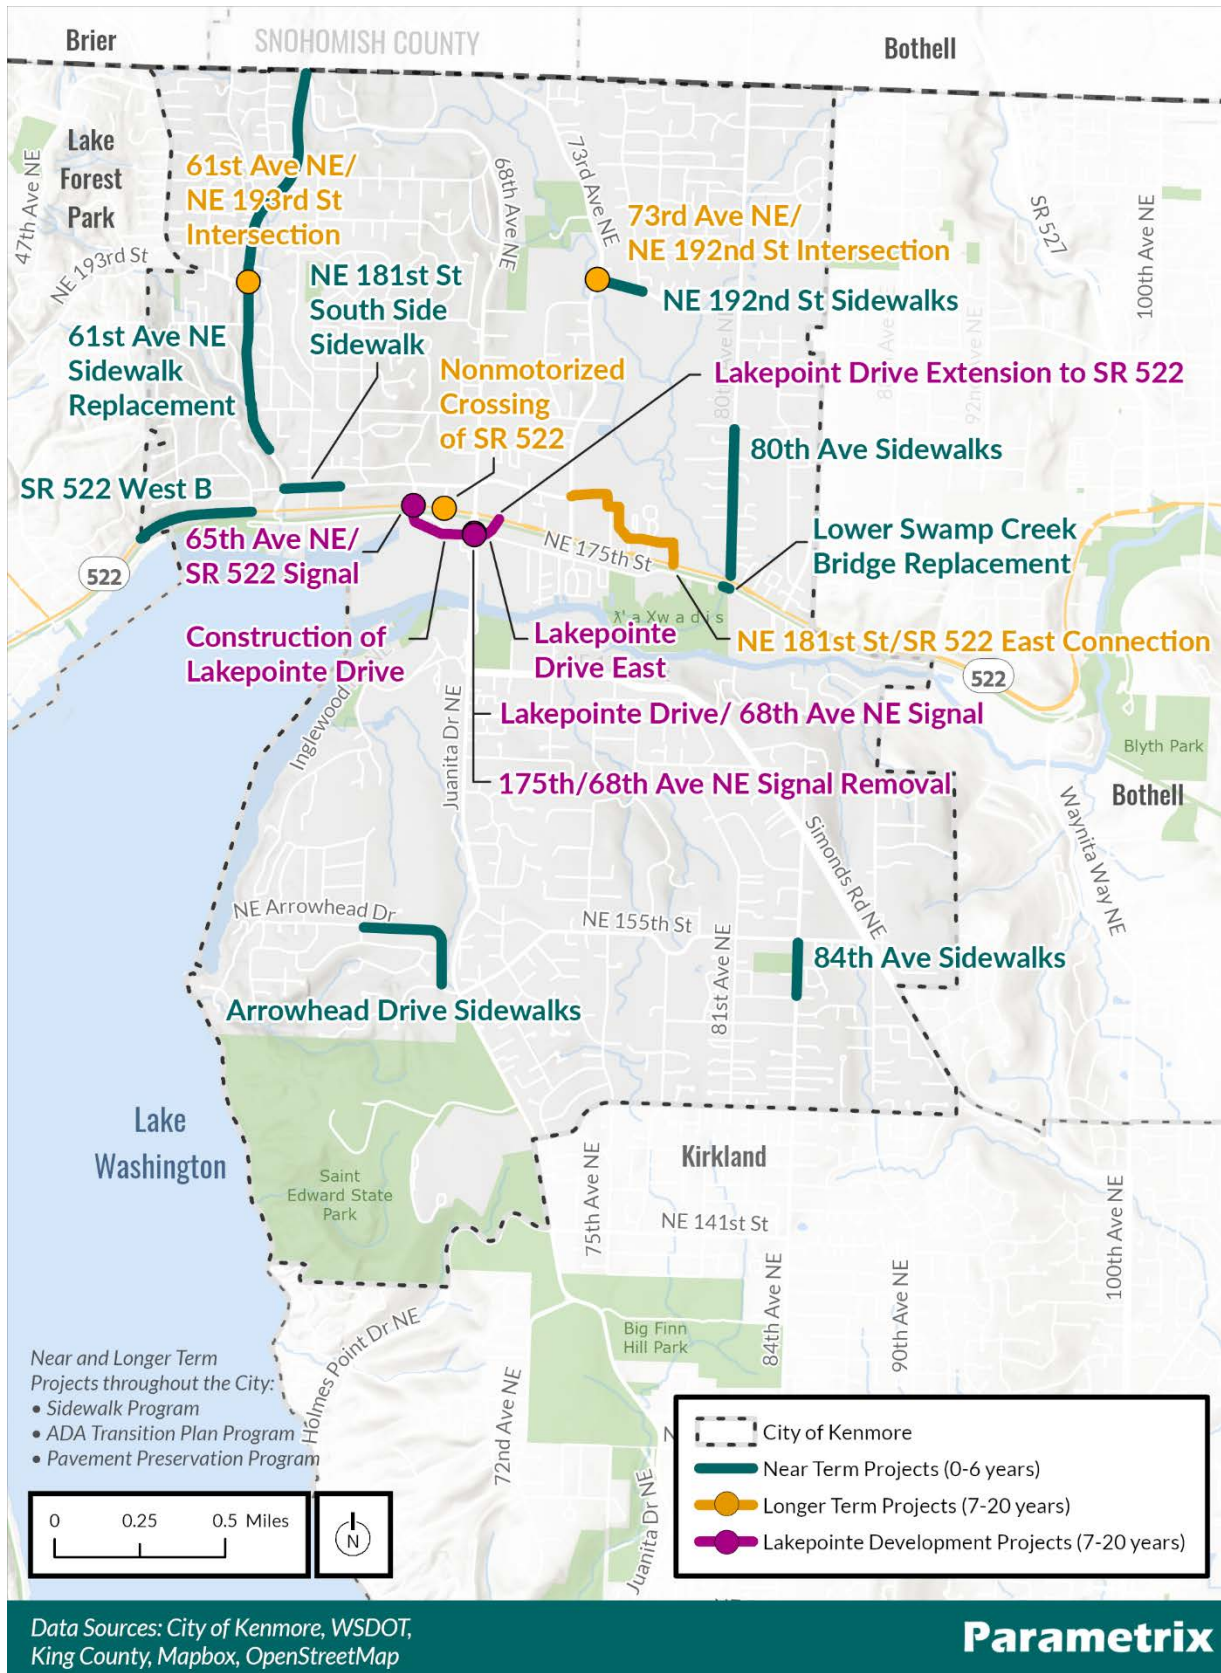 Brier
SNOHOMISH COUNTY
Bothell
Lake
Forest
Park
47th Ave NE
NE 193rd St
61st Ave NE/
NE 193rd St
Intersection
68th Ave NE
73rd Ave NE
73rd Ave NE/
NE 192nd St Intersection
NE 192nd St Sidewalks
SR 527
100th Ave NE
NE 181st St
South Side
Sidewalk
61st Ave NE
Sidewalk
Replacement
Nonmotorized
Crossing
of SR 522
80th Ave NE
92nd Ave NE
Lakepoint Drive Extension to SR 522
80th Ave Sidewalks
SR 522 West B
65th Ave NE/
SR 522 Signal
NE 175th St
Lower Swamp Creek
Bridge Replacement
522
Construction of
Lakepointe Drive
Lakepointe
Drive East
NE 181st St/SR 522 East Connection
522
Lakepointe Drive/ 68th Ave NE Signal
175th/68th Ave NE Signal Removal
Inglewood
Juanita Dr NE
Simonds Rd NE
Blyth Park
Bothell
Waynita Way NE
NE Arrowhead Dr
NE 155th St
81st Ave NE
84th Ave Sidewalks
Arrowhead Drive Sidewalks
Lake
Washington
Saint
Edward State
Park
Kirkland
75th Ave NE
NE 141st St
84th Ave NE
90th Ave NE
100th Ave NE
Holmes Point Dr NE
72nd Ave NE
Big Finn
Hill Park
Juanita Dr NE
Near and Longer Term
Projects throughout the City:
• Sidewalk Program
• ADA Transition Plan Program
• Pavement Preservation Program
0 0.25 0.5 Miles
N
City of Kenmore
Near Term Projects (0-6 years)
Longer Term Projects (7-20 years)
Lakepointe Development Projects (7-20 years)
Data Sources: City of Kenmore, WSDOT,
King County, Mapbox, OpenStreetMap
Parametrix